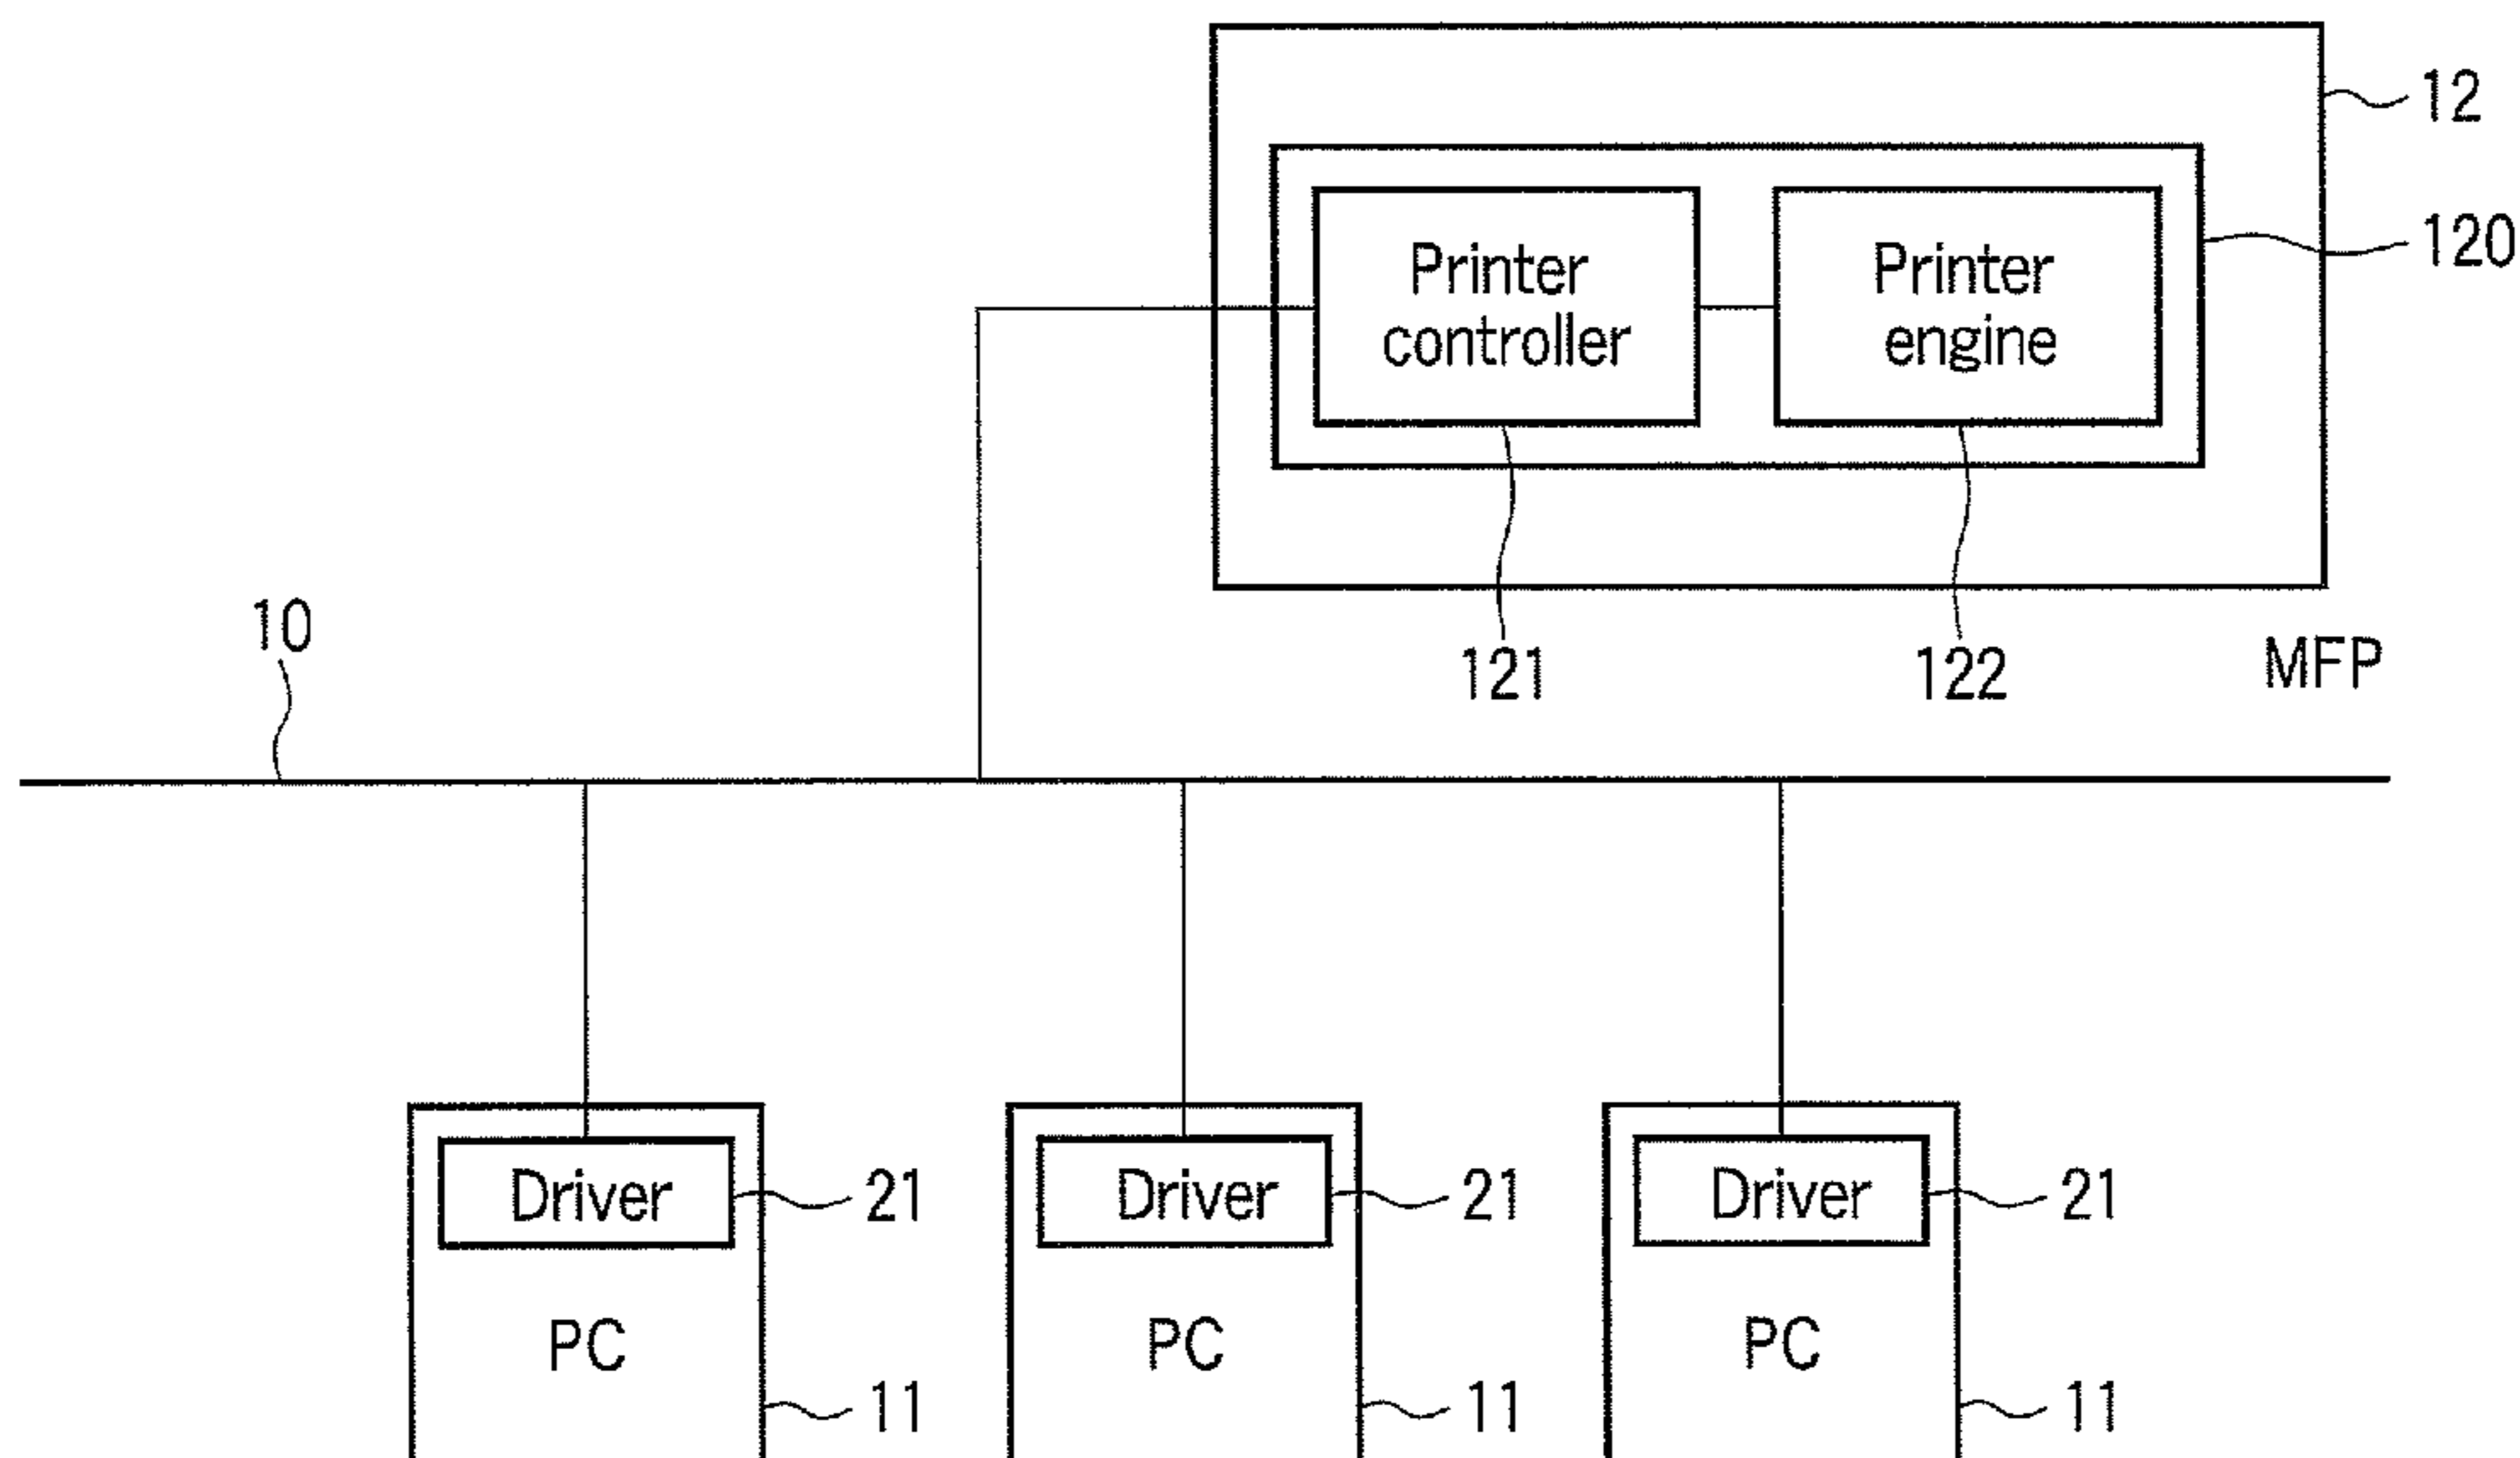 12
Printer
controller
Printer
engine
120
10
121
122
MFP
Driver
21
Driver
21
Driver
21
PC
PC
PC
11
11
11